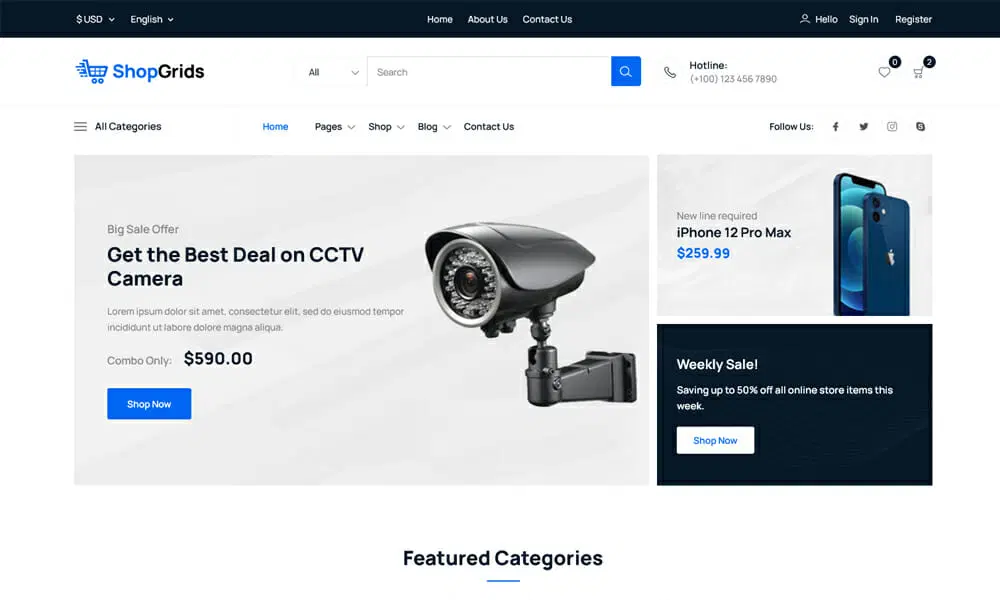 $ USD English Home About Us Contact Us Hello Sign In Register
ShopGrids
All
Search
Hotline:
(+100) 123 456 7890
0
2
All Categories Home Pages Shop Blog Contact Us Follow Us:
Big Sale Offer
Get the Best Deal on CCTV
Camera
Lorem ipsum dolor sit amet, consectetur elit, sed do eiusmod tempor
incididunt ut labore dolore magna aliqua.
Combo Only: $590.00
Shop Now
New line required
iPhone 12 Pro Max
$259.99
Weekly Sale!
Saving up to 50% off all online store items this
week.
Shop Now
Featured Categories